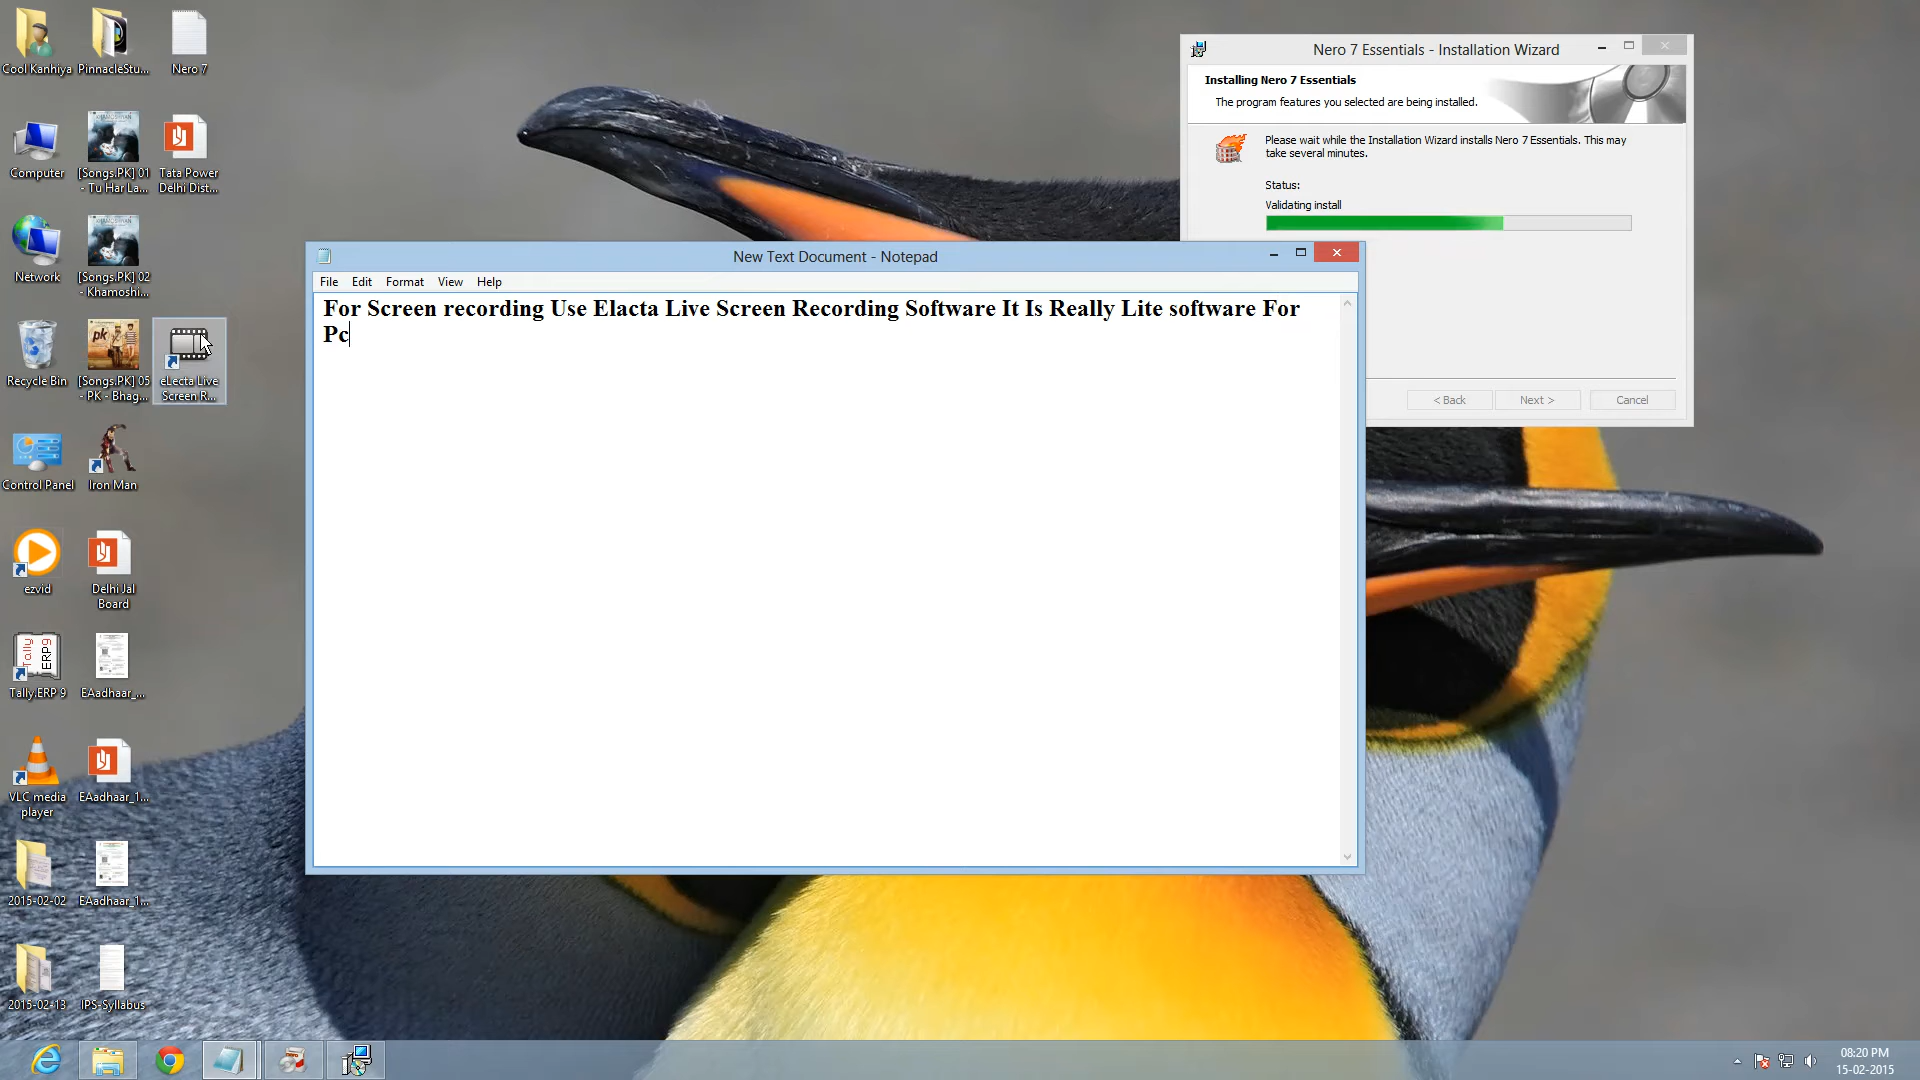 Cool Kanhiya
PinnacleStu...
Nero 7
Computer
[Songs.PK] 01
- Tu Har La...
Tata Power
Delhi Dist...
Network
[Songs.PK] 02
- Khamoshi...
Recycle Bin
[Songs.PK] 05
- PK - Bhag...
eLecta Live
Screen R...
Control Panel
Iron Man
ezvid
Delhi Jal
Board
Tally
ERP9
Tally.ERP 9
EAadhaar_...
VLC media
player
EAadhaar_1...
2015-02-02
EAadhaar_1...
2015-02-13
IPS-Syllabus
Nero 7 Essentials - Installation Wizard
Installing Nero 7 Essentials
The program features you selected are being installed.
Please wait while the Installation Wizard installs Nero 7 Essentials. This may
take several minutes.
Status:
Validating install
< Back
Next >
Cancel
New Text Document - Notepad
File Edit Format View Help
For Screen recording Use Elacta Live Screen Recording Software It Is Really Lite software For
Pc
08:20 PM
15-02-2015